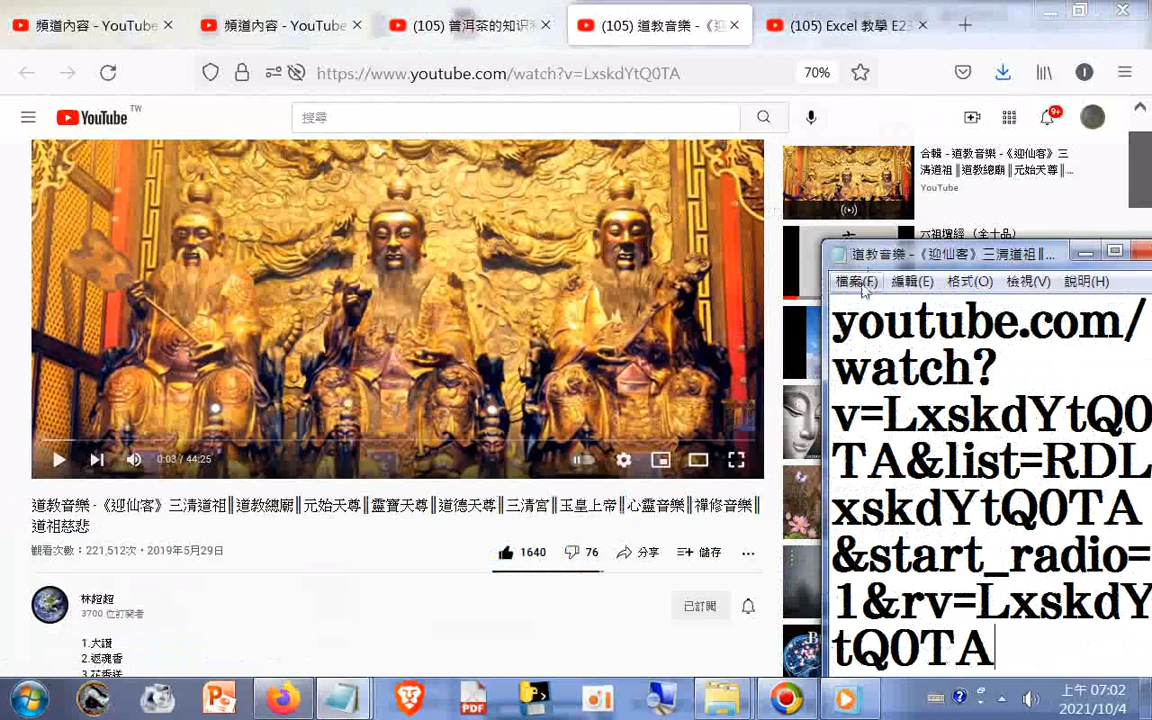 頻道內容 - YouTube
頻道內容 - YouTube
(105) 普洱茶的知识
(105) 道教音樂 -《迎
(105) Excel 教學 E23
https://www.youtube.com/watch?v=LxskdYtQ0TA
70%
YouTube TW
搜尋
9+
合輯 - 道教音樂 -《迎仙客》三
清道祖║道教總廟║元始天尊║...
YouTube
六祖壇經（全十品）
道教音樂 -《迎仙客》三清道祖║...
檔案(F) 編輯(E) 格式(O) 檢視(V) 說明(H)
youtube.com/
watch?
v=LxskdYtQ0
TA&list=RDL
xskdYtQ0TA
&start_radio=
1&rv=LxskdY
tQ0TA
0:03 / 44:25
道教音樂 -《迎仙客》三清道祖║道教總廟║元始天尊║靈寶天尊║道德天尊║三清宮║玉皇上帝║心靈音樂║禪修音樂║
道祖慈悲
觀看次數：221,512次 • 2019年5月29日
1640 76 分享 儲存
林超超
3700 位訂閱者
已訂閱
1.大讚
2.返魂香
3.花香送
PDF
上午 07:02
2021/10/4